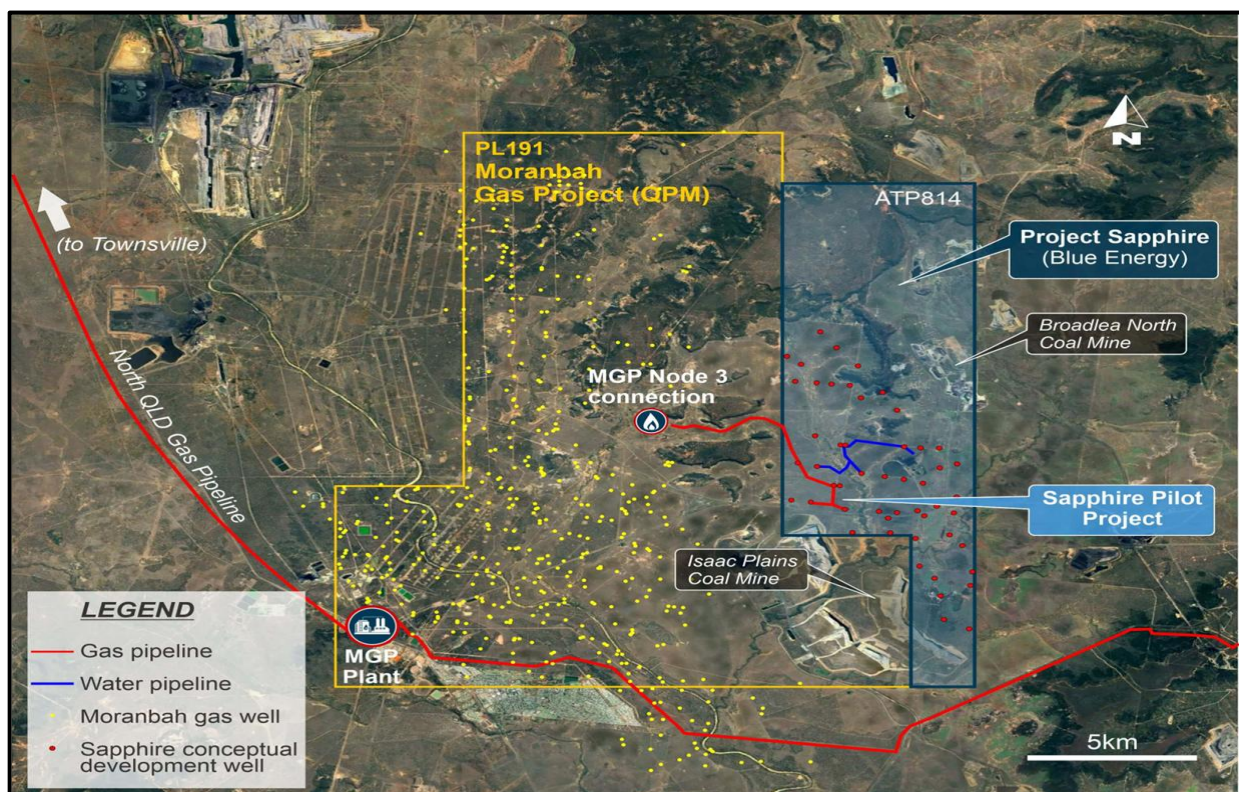 PL191
Moranbah
Gas Project (QPM)
ATP814
N
(to Townsville)
Project Sapphire
(Blue Energy)
Broadlea North
Coal Mine
North QLD Gas Pipeline
MGP Node 3
connection
Sapphire Pilot
Project
Isaac Plains
Coal Mine
MGP
Plant
LEGEND
Gas pipeline
Water pipeline
Moranbah gas well
Sapphire conceptual
development well
5km